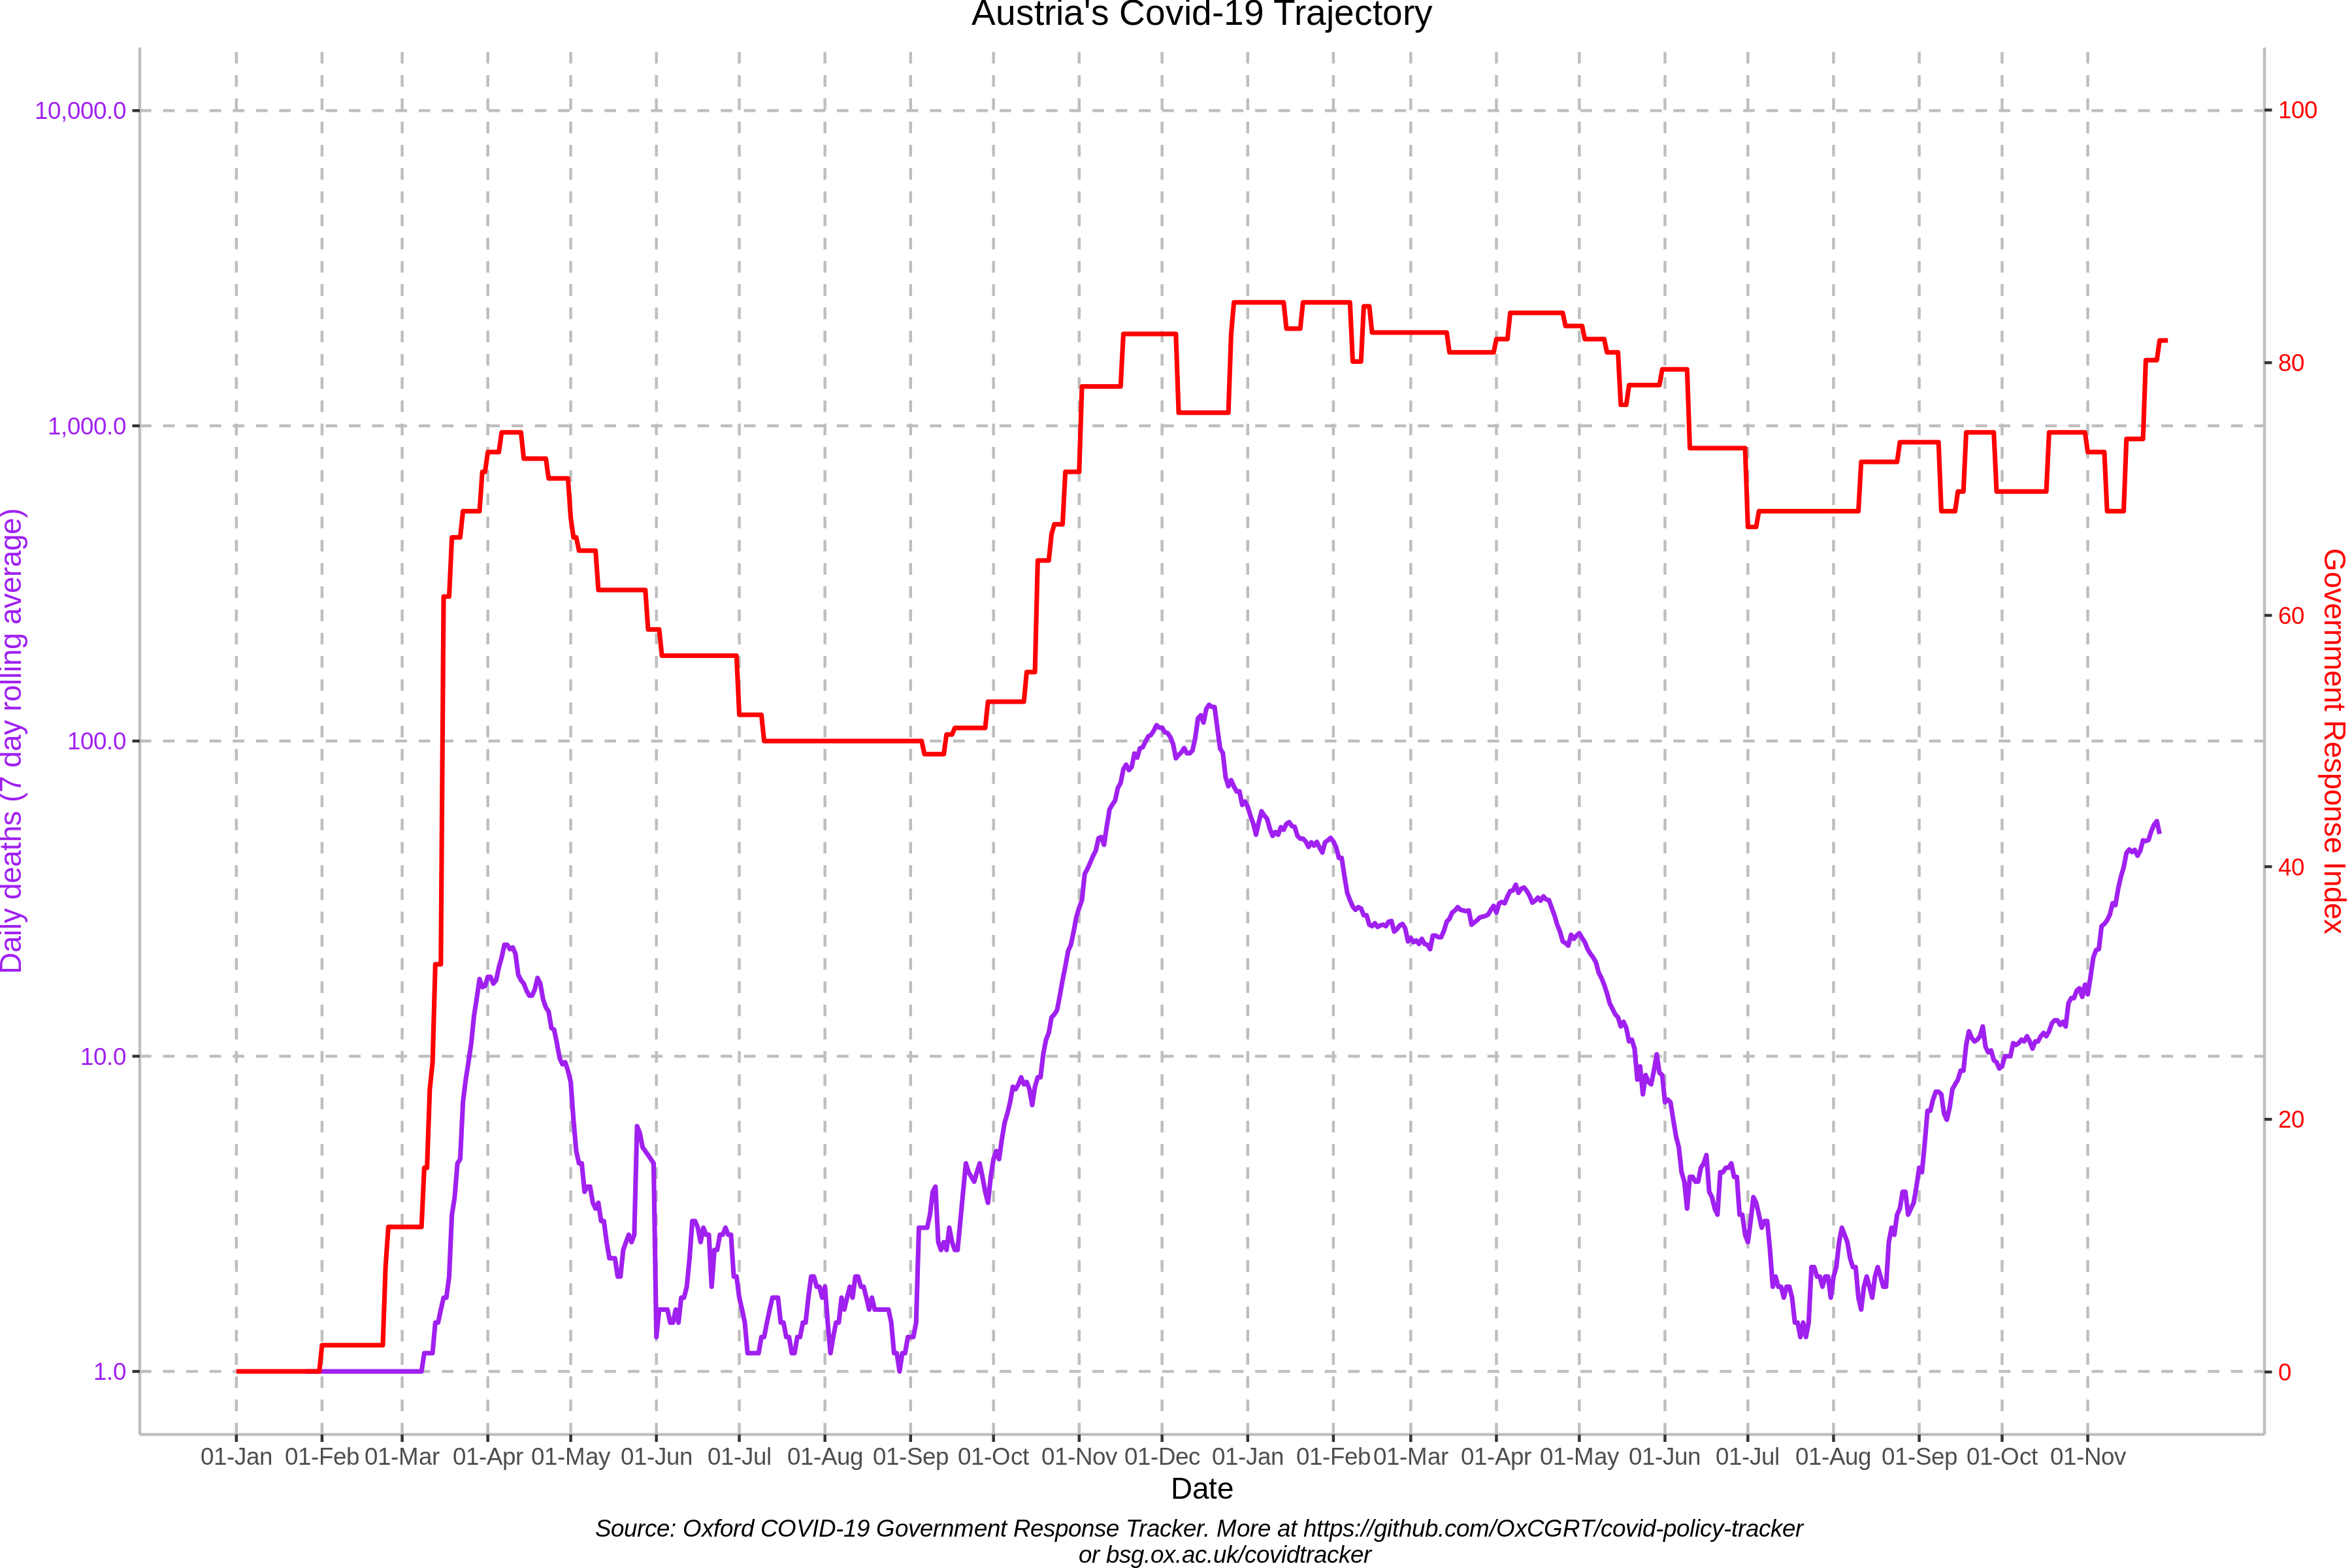 Austria's Covid-19 Trajectory
10,000.0
1,000.0
100.0
10.0
1.0
Daily deaths (7 day rolling average)
100
80
60
40
20
0
Government Response Index
01-Jan 01-Feb 01-Mar 01-Apr 01-May 01-Jun 01-Jul 01-Aug 01-Sep 01-Oct 01-Nov 01-Dec 01-Jan 01-Feb 01-Mar 01-Apr 01-May 01-Jun 01-Jul 01-Aug 01-Sep 01-Oct 01-Nov
Date
Source: Oxford COVID-19 Government Response Tracker. More at https://github.com/OxCGRT/covid-policy-tracker
or bsg.ox.ac.uk/covidtracker